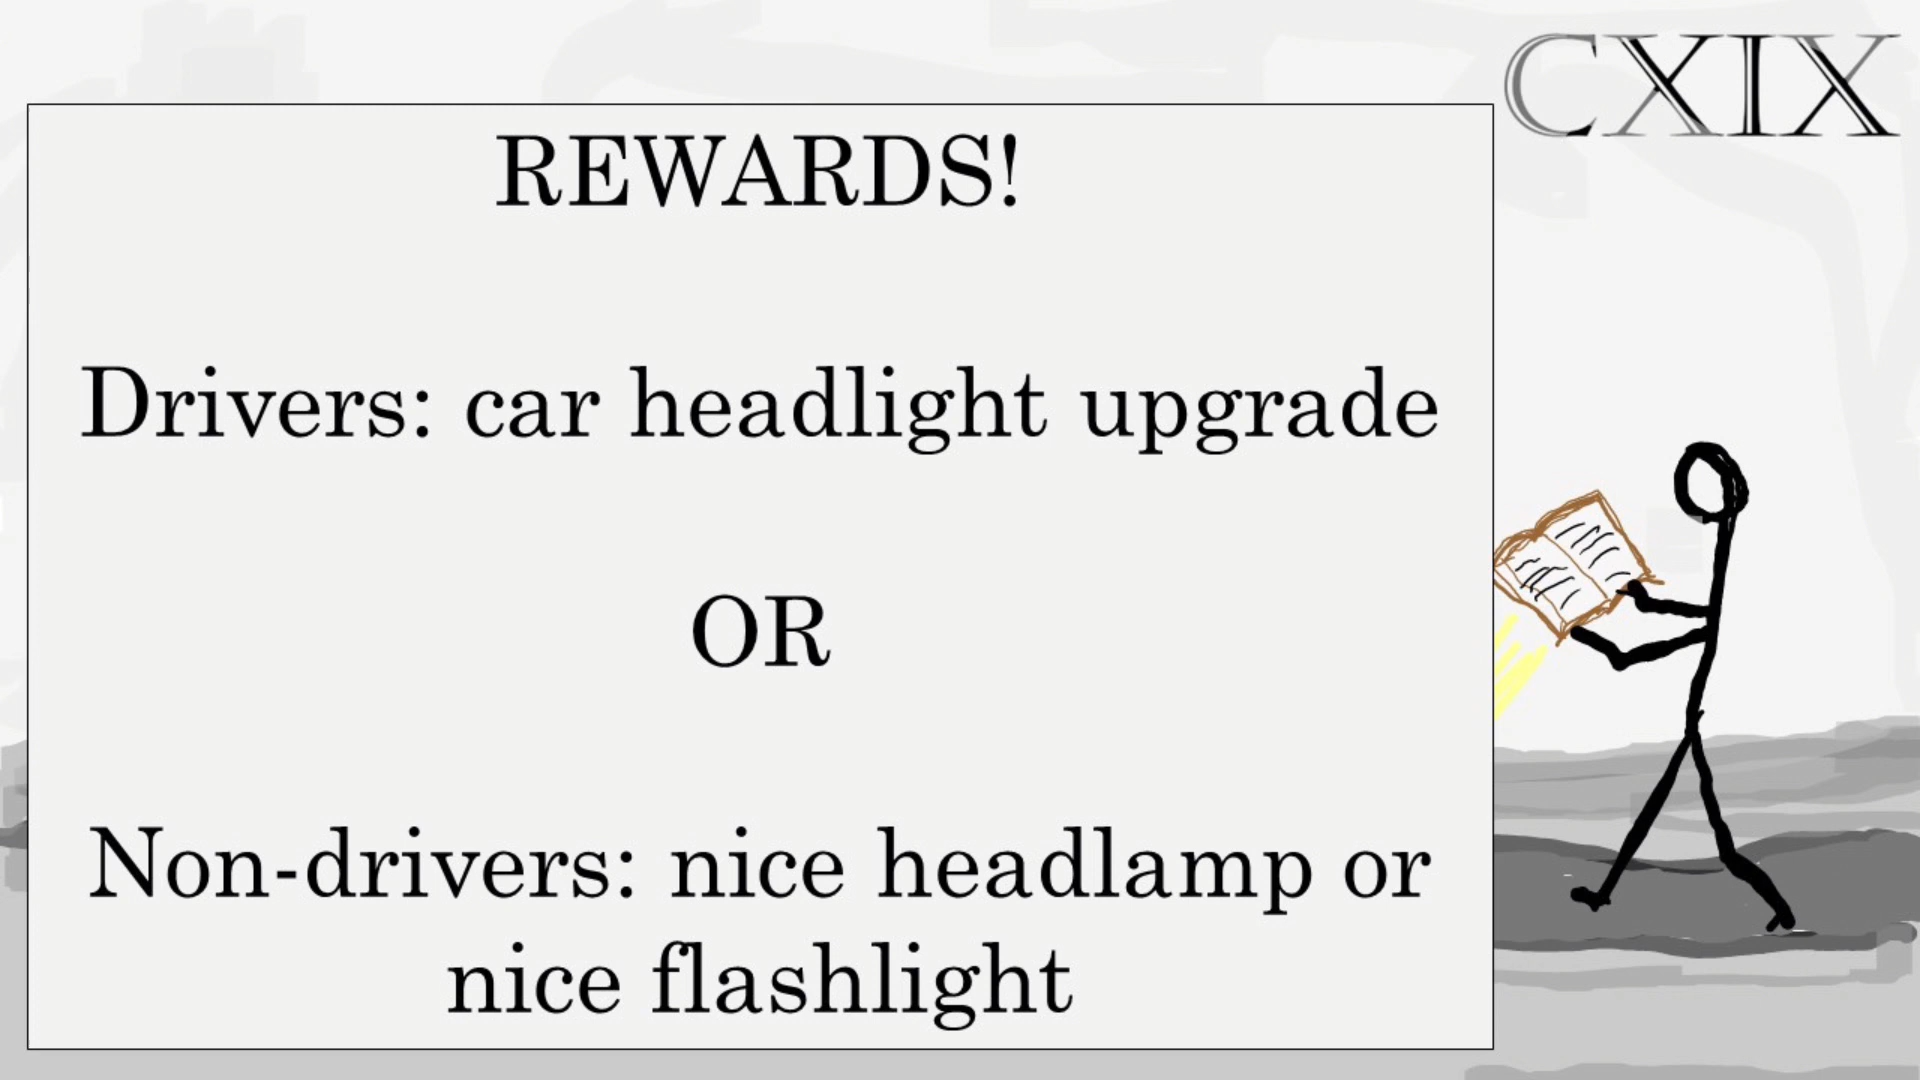 CXIX
REWARDS!
Drivers: car headlight upgrade
OR
Non-drivers: nice headlamp or
nice flashlight